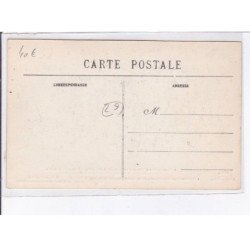 40€
CARTE POSTALE
CORRESPONDANCE
ADRESSE
29
M